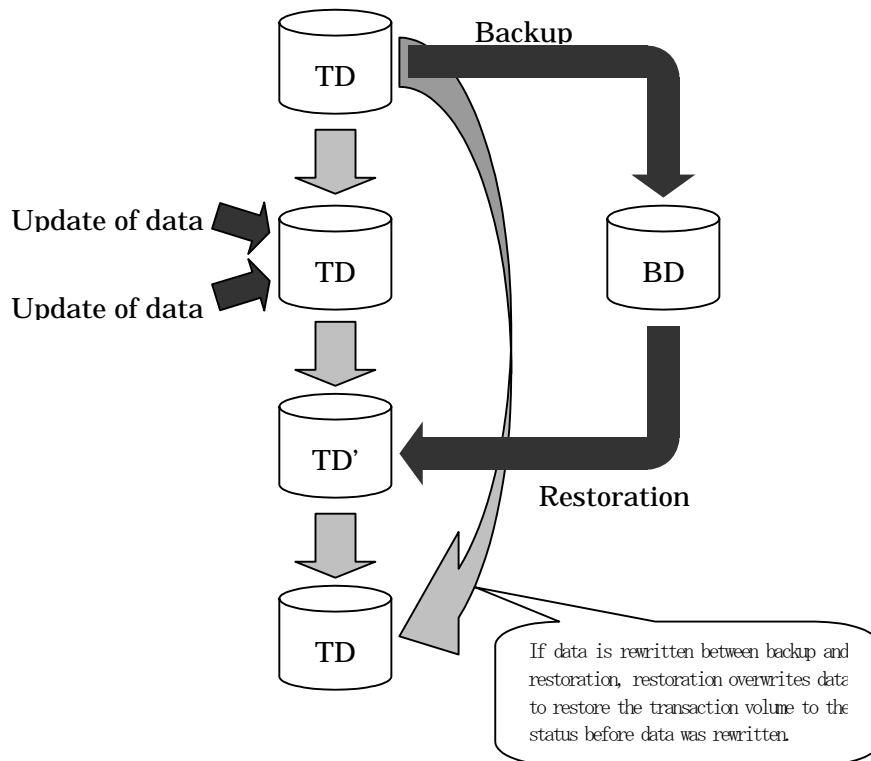 Backup
TD
Update of data
TD
BD
Update of data
TD'
Restoration
TD
If data is rewritten between backup and
restoration, restoration overwrites data
to restore the transaction volume to the
status before data was rewritten.